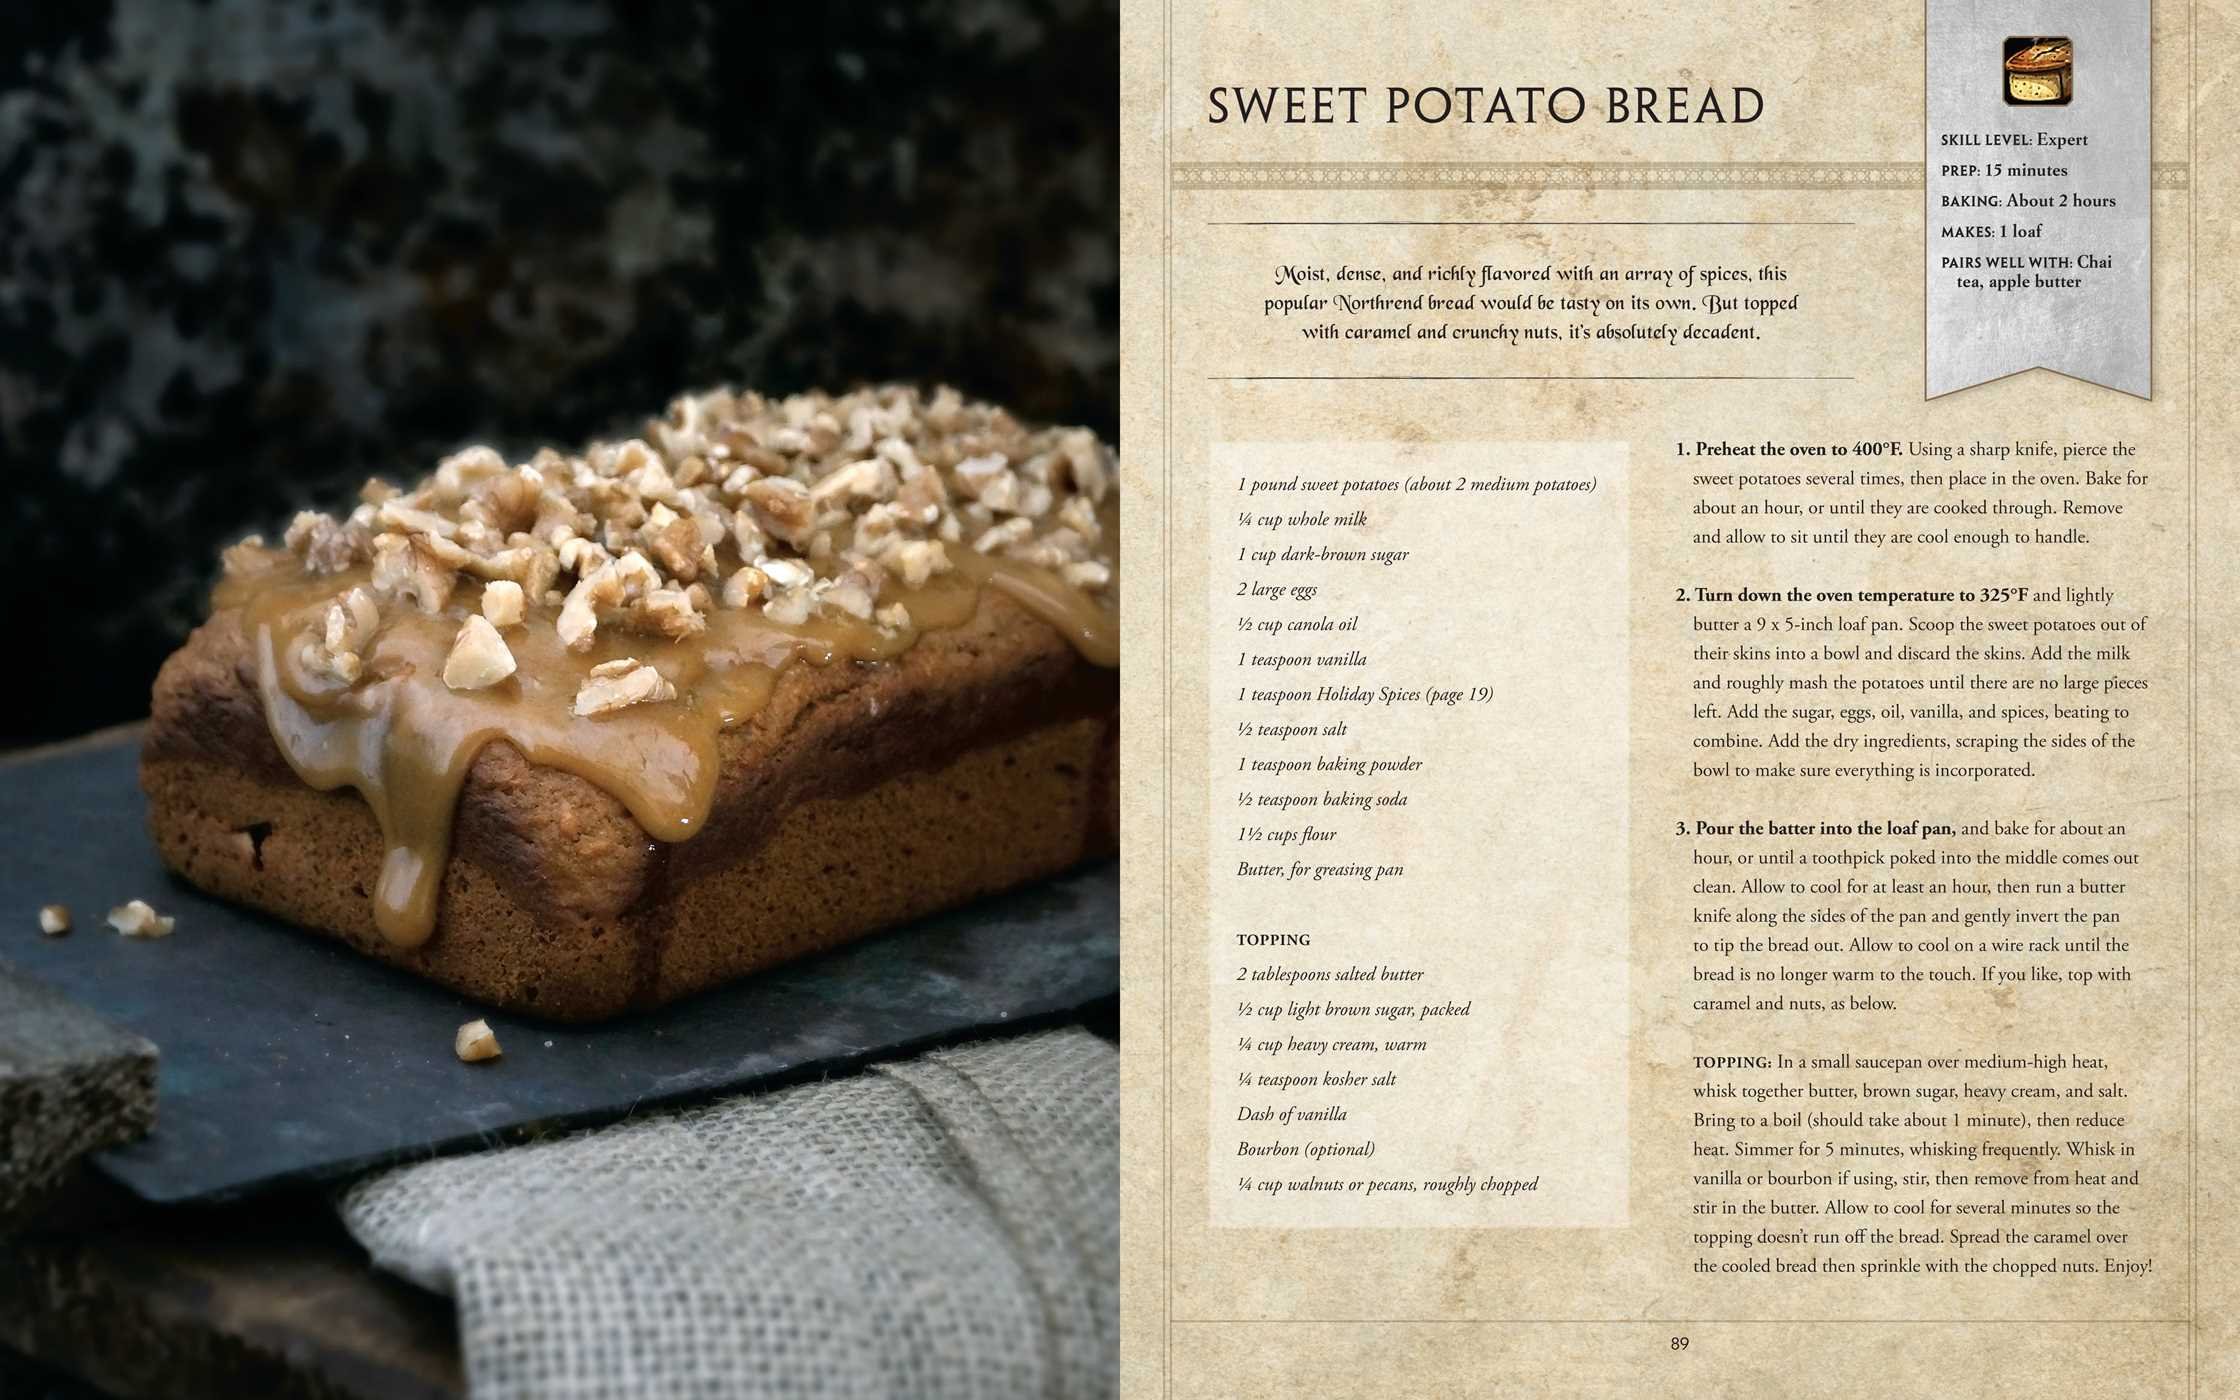 SWEET POTATO BREAD
SKILL LEVEL: Expert
PREP: 15 minutes
BAKING: About 2 hours
MAKES: 1 loaf
PAIRS WELL WITH: Chai
tea, apple butter
Moist, dense, and richly flavored with an array of spices, this
popular Northrend bread would be tasty on its own. But topped
with caramel and crunchy nuts, it's absolutely decadent.
1 pound sweet potatoes (about 2 medium potatoes)
¼ cup whole milk
1 cup dark-brown sugar
2 large eggs
½ cup canola oil
1 teaspoon vanilla
1 teaspoon Holiday Spices (page 19)
½ teaspoon salt
1 teaspoon baking powder
½ teaspoon baking soda
1½ cups flour
Butter, for greasing pan
TOPPING
2 tablespoons salted butter
½ cup light brown sugar, packed
¼ cup heavy cream, warm
¼ teaspoon kosher salt
Dash of vanilla
Bourbon (optional)
¼ cup walnuts or pecans, roughly chopped
1. Preheat the oven to 400°F. Using a sharp knife, pierce the
sweet potatoes several times, then place in the oven. Bake for
about an hour, or until they are cooked through. Remove
and allow to sit until they are cool enough to handle.
2. Turn down the oven temperature to 325°F and lightly
butter a 9 x 5-inch loaf pan. Scoop the sweet potatoes out of
their skins into a bowl and discard the skins. Add the milk
and roughly mash the potatoes until there are no large pieces
left. Add the sugar, eggs, oil, vanilla, and spices, beating to
combine. Add the dry ingredients, scraping the sides of the
bowl to make sure everything is incorporated.
3. Pour the batter into the loaf pan, and bake for about an
hour, or until a toothpick poked into the middle comes out
clean. Allow to cool for at least an hour, then run a butter
knife along the sides of the pan and gently invert the pan
to tip the bread out. Allow to cool on a wire rack until the
bread is no longer warm to the touch. If you like, top with
caramel and nuts, as below.
TOPPING: In a small saucepan over medium-high heat,
whisk together butter, brown sugar, heavy cream, and salt.
Bring to a boil (should take about 1 minute), then reduce
heat. Simmer for 5 minutes, whisking frequently. Whisk in
vanilla or bourbon if using, stir, then remove from heat and
stir in the butter. Allow to cool for several minutes so the
topping doesn't run off the bread. Spread the caramel over
the cooled bread then sprinkle with the chopped nuts. Enjoy!
89